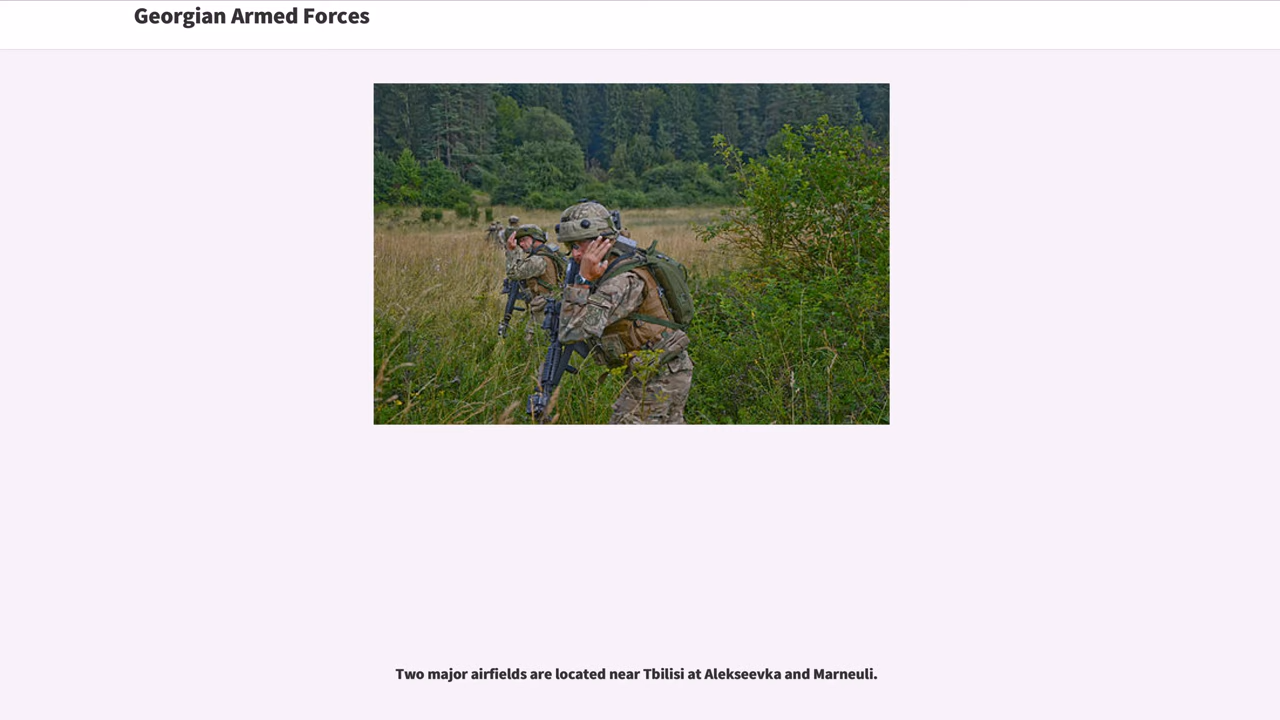 Georgian Armed Forces
Two major airfields are located near Tbilisi at Alekseevka and Marneuli.